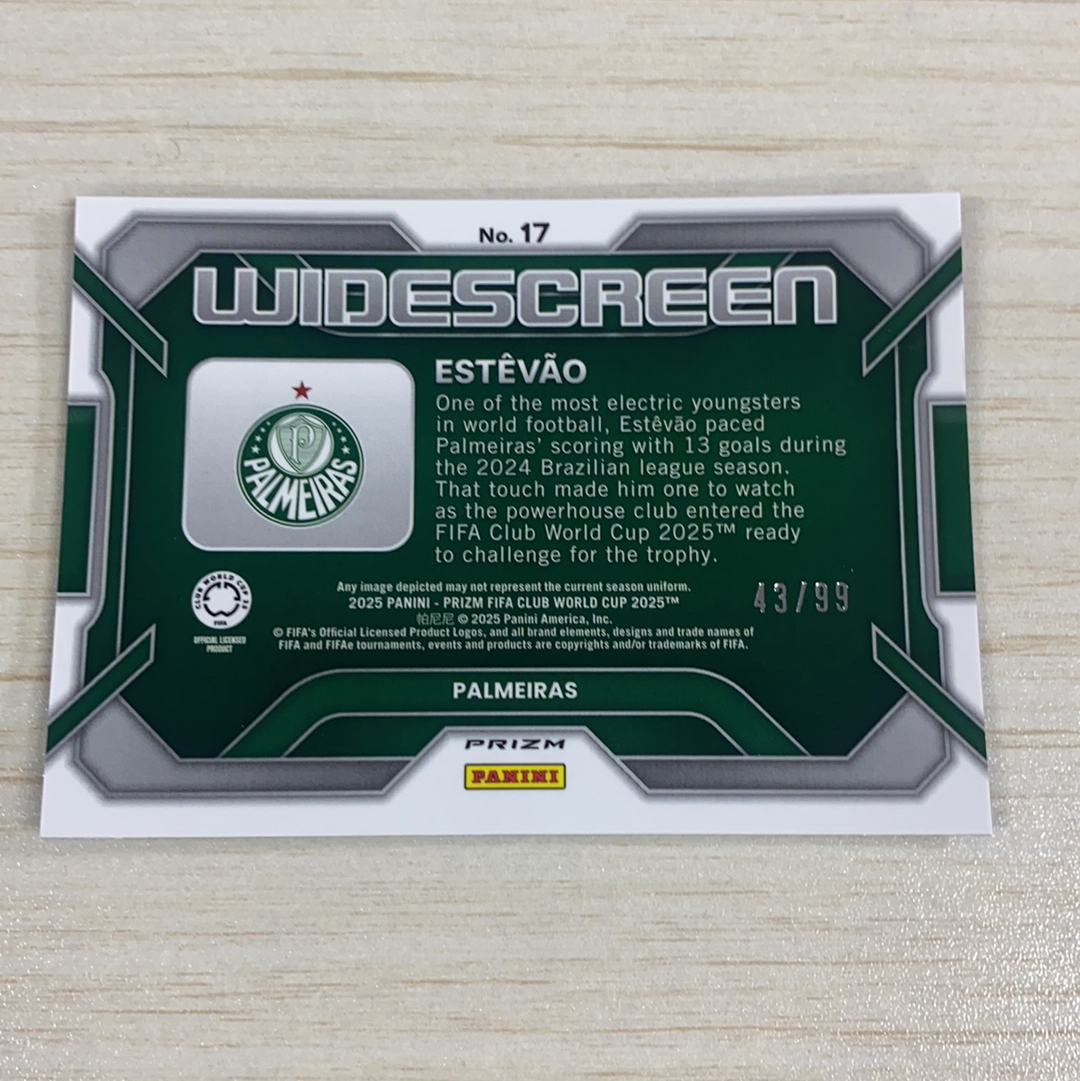 No. 17
WIDESCREEN
ESTÊVÃO
One of the most electric youngsters
in world football, Estêvão paced
Palmeiras' scoring with 13 goals during
the 2024 Brazilian league season.
That touch made him one to watch
as the powerhouse club entered the
FIFA Club World Cup 2025™ ready
to challenge for the trophy.
P
PALMEIRAS
CLUB WORLD CUP 25
FIFA
OFFICIAL LICENSED
PRODUCT
Any image depicted may not represent the current season uniform.
2025 PANINI - PRIZM FIFA CLUB WORLD CUP 2025™
帕尼尼 © 2025 Panini America, Inc.
© FIFA's Official Licensed Product Logos, and all brand elements, designs and trade names of
FIFA and FIFAe tournaments, events and products are copyrights and/or trademarks of FIFA.
43/99
PALMEIRAS
PRIZM
PANINI